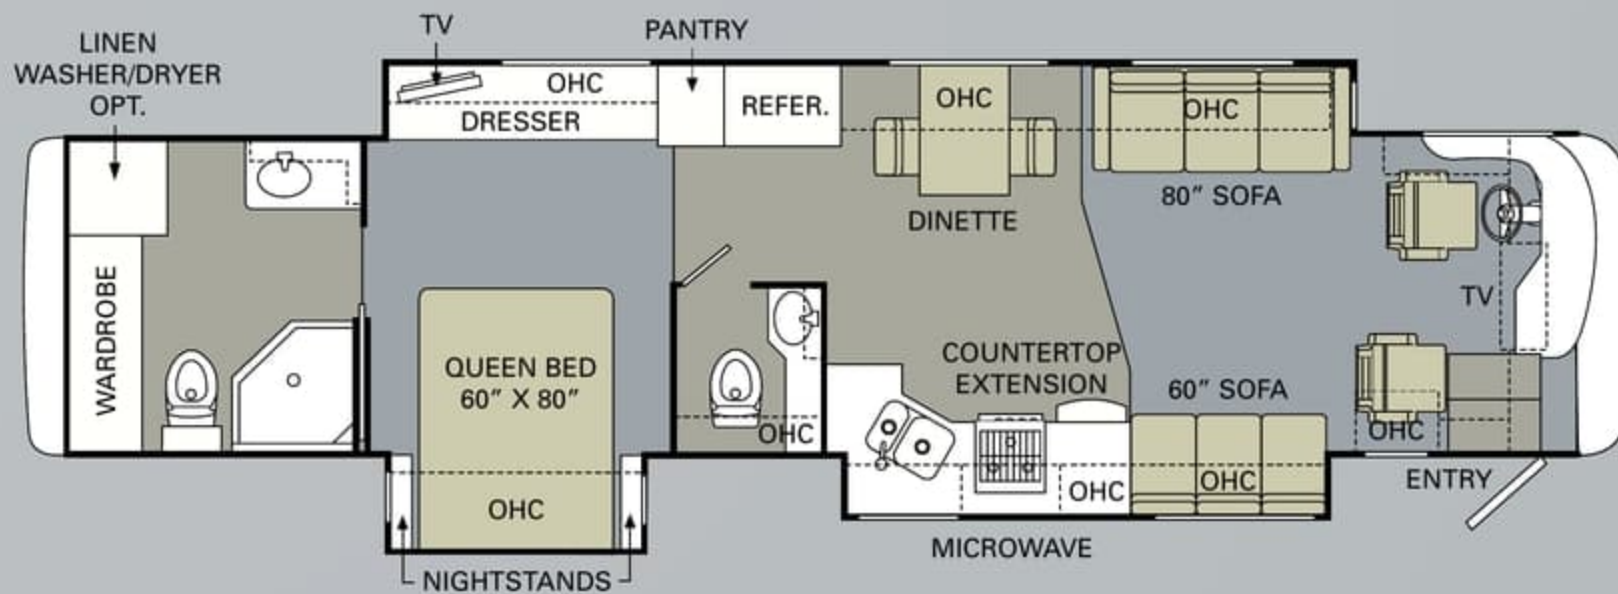 LINEN
WASHER/DRYER
OPT.
TV
PANTRY
OHC
DRESSER
REFER.
OHC
DINETTE
OHC
80" SOFA
WARDROBE
QUEEN BED
60" X 80"
OHC
NIGHTSTANDS
OHC
COUNTERTOP
EXTENSION
OHC
MICROWAVE
60" SOFA
OHC
TV
OHC
ENTRY